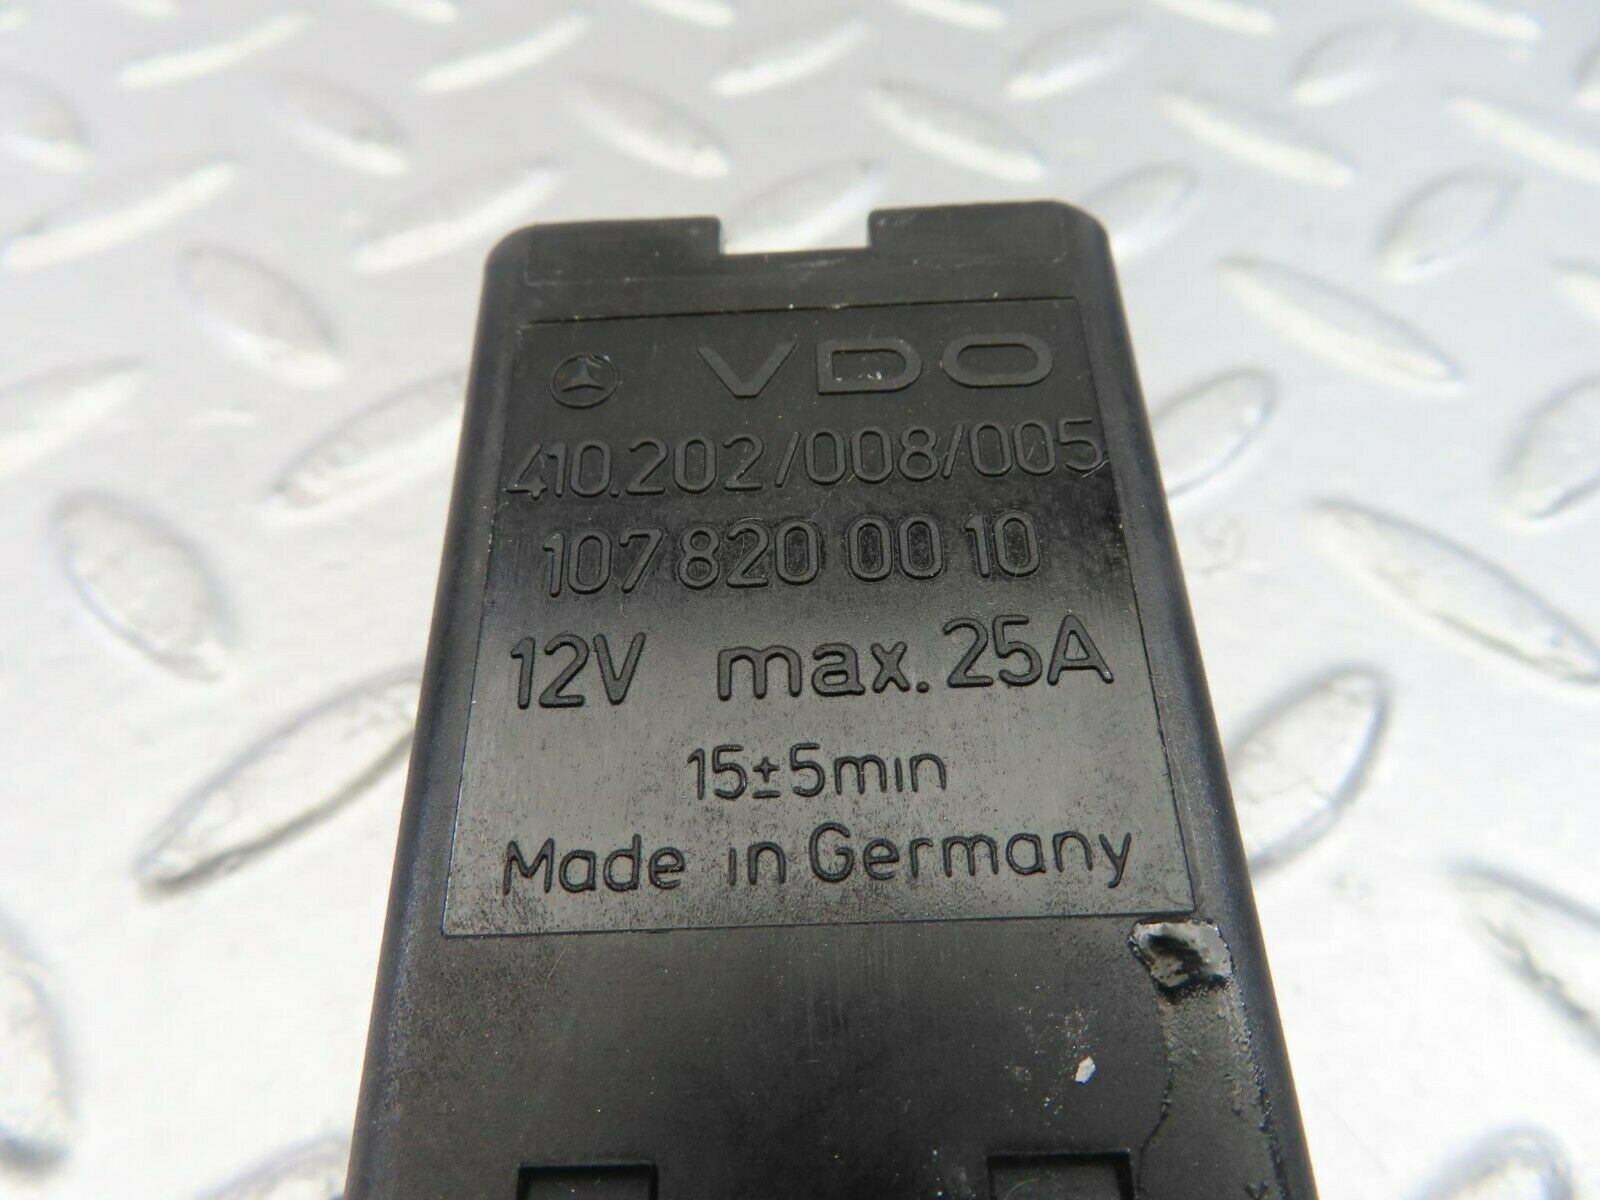 VDO
410.202/008/005
107 820 00 10
12V max. 25A
15±5min
Made in Germany